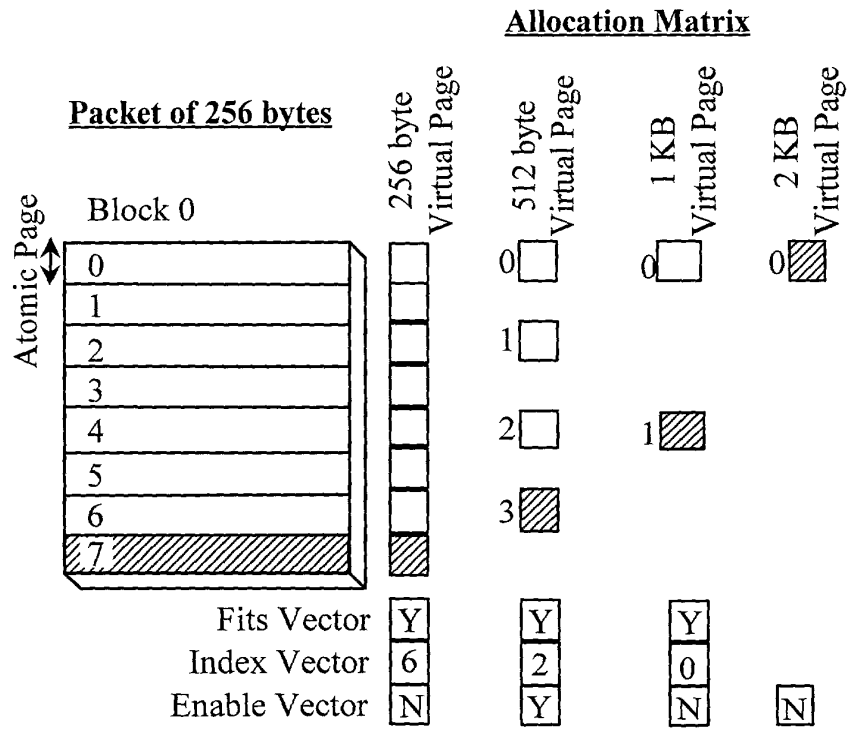 Allocation Matrix
Packet of 256 bytes
256 byte
Virtual Page
512 byte
Virtual Page
1 KB
Virtual Page
2 KB
Virtual Page
Block 0
Atomic Page
0 0 0 0
1
2 1
3
4 2 1
5
6 3
7
Fits Vector Y Y Y
Index Vector 6 2 0
Enable Vector N Y N N